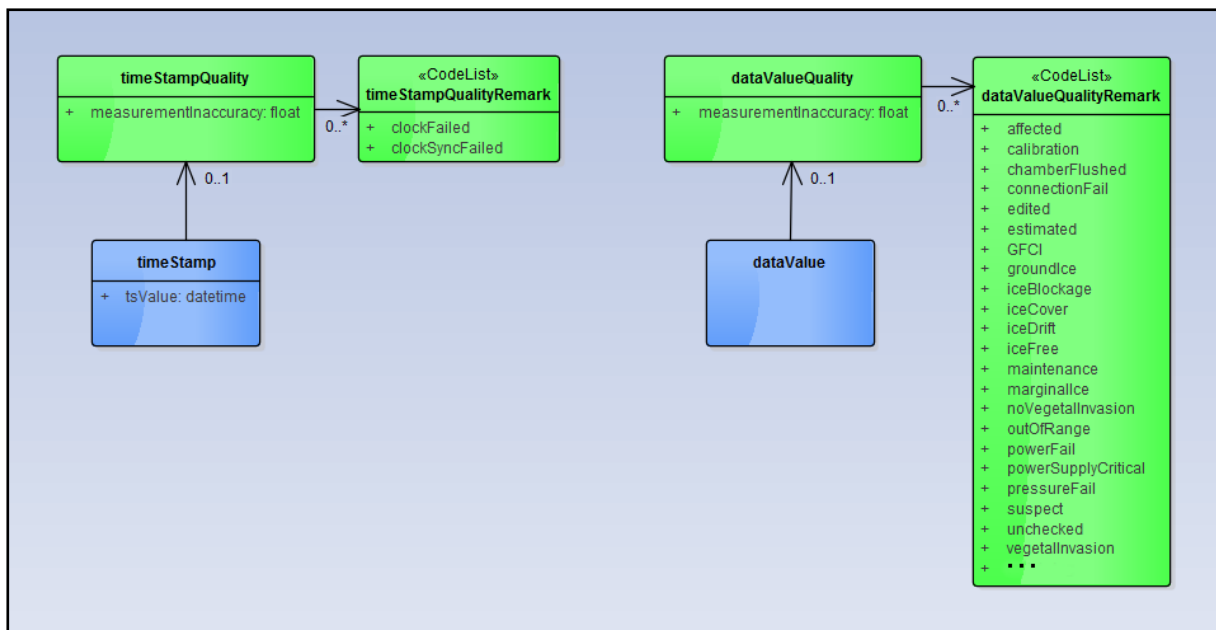 timeStampQuality
+ measurementInaccuracy: float
0..*
«CodeList»
timeStampQualityRemark
+ clockFailed
+ clockSyncFailed
0..1
timeStamp
+ tsValue: datetime
dataValueQuality
+ measurementInaccuracy: float
0..*
0..1
dataValue
«CodeList»
dataValueQualityRemark
+ affected
+ calibration
+ chamberFlushed
+ connectionFail
+ edited
+ estimated
+ GFCI
+ groundIce
+ iceBlockage
+ iceCover
+ iceDrift
+ iceFree
+ maintenance
+ marginalIce
+ noVegetalInvasion
+ outOfRange
+ powerFail
+ powerSupplyCritical
+ pressureFail
+ suspect
+ unchecked
+ vegetalInvasion
+ ...